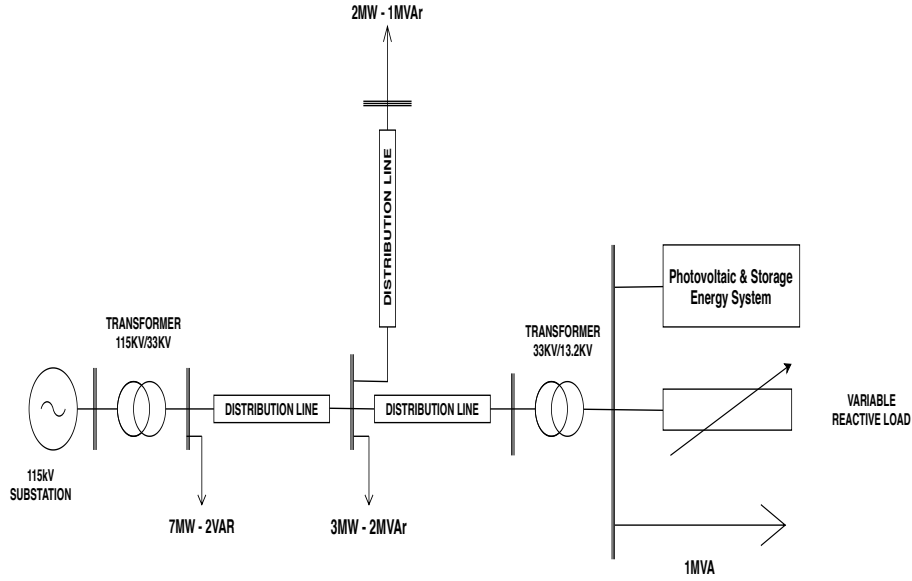 2MW - 1MVAr
DISTRIBUTION LINE
Photovoltaic & Storage
Energy System
TRANSFORMER
115KV/33KV
TRANSFORMER
33KV/13.2KV
DISTRIBUTION LINE
DISTRIBUTION LINE
VARIABLE
REACTIVE LOAD
115kV
SUBSTATION
7MW - 2VAR
3MW - 2MVAr
1MVA